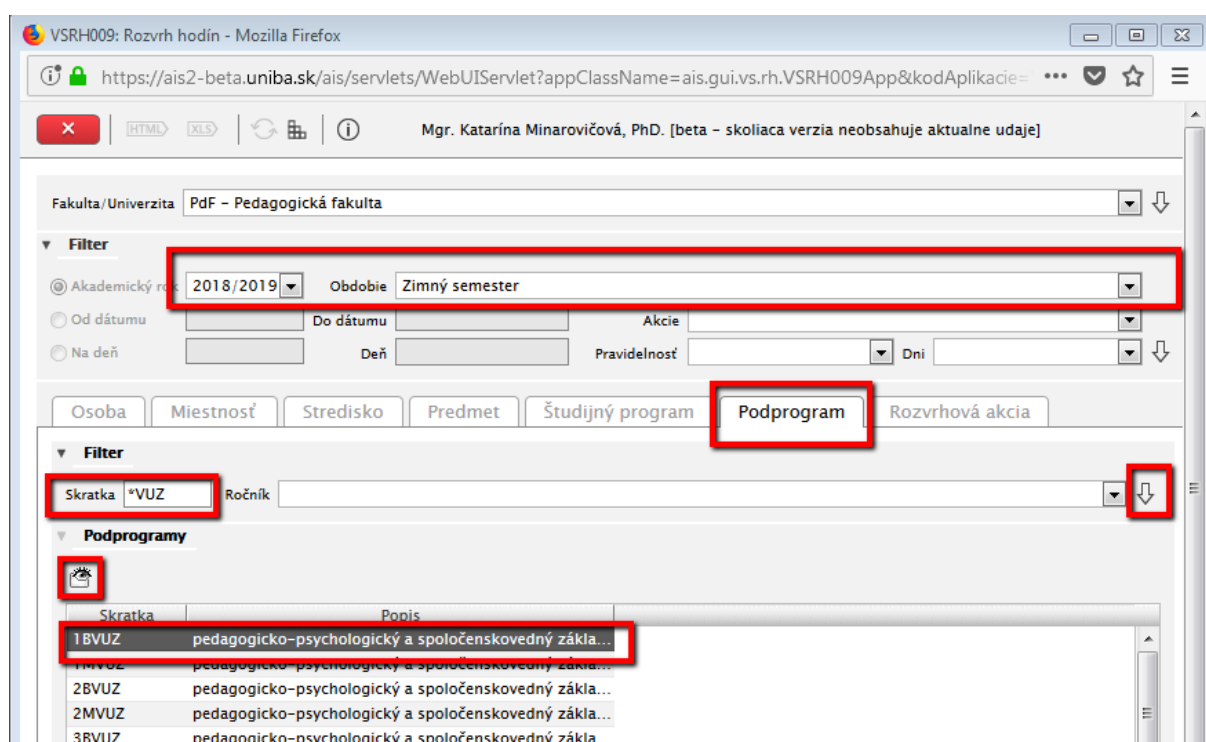 VSRH009: Rozvrh hodín - Mozilla Firefox
https://ais2-beta.uniba.sk/ais/servlets/WebUIServlet?appClassName=ais.gui.vs.rh.VSRH009App&kodAplikacie=
HTML XLS Mgr. Katarína Minarovičová, PhD. [beta - skoliaca verzia neobsahuje aktualne udaje]
Fakulta/Univerzita PdF - Pedagogická fakulta
Filter
Akademický rok 2018/2019 Obdobie Zimný semester
Od dátumu Do dátumu Akcie
Na deň Deň Pravidelnosť Dni
Osoba Miestnosť Stredisko Predmet Študijný program Podprogram Rozvrhová akcia
Filter
Skratka *VUZ Ročník
Podprogramy
Skratka Popis
1BVUZ pedagogicko-psychologický a spoločenskovedný zákla...
1MVUZ pedagogicko-psychologický a spoločenskovedný zákla...
2BVUZ pedagogicko-psychologický a spoločenskovedný zákla...
2MVUZ pedagogicko-psychologický a spoločenskovedný zákla...
3BVUZ pedagogicko-psychologický a spoločenskovedný zákla...